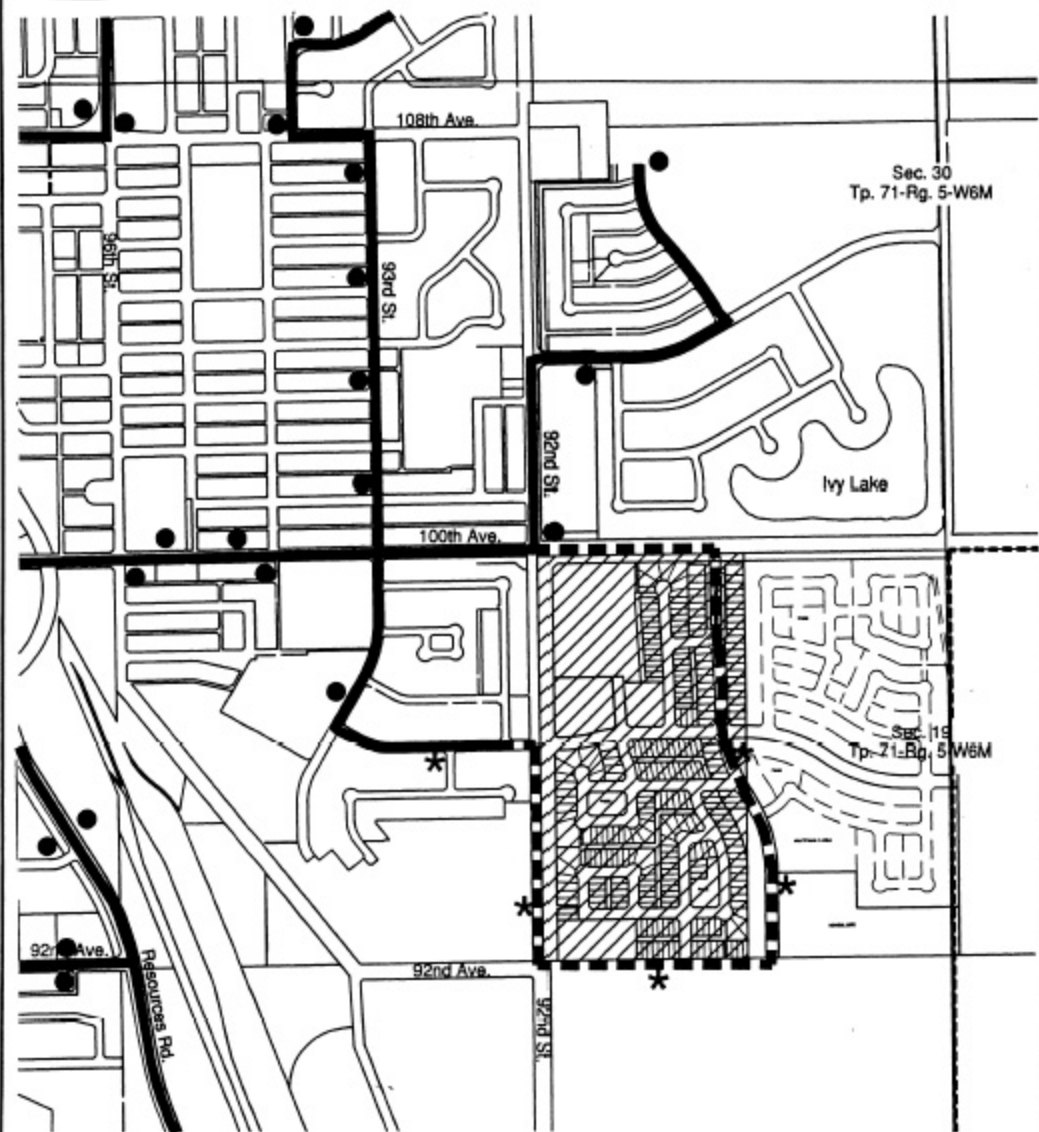 108th Ave.
Sec. 30
Tp. 71-Rg. 5-W6M
96th St.
93rd St.
92nd St.
Ivy Lake
100th Ave.
Sec. 19
Tp. 71-Rg. 5-W6M
92nd Ave.
92nd Ave.
Resources Rd.
92nd St.